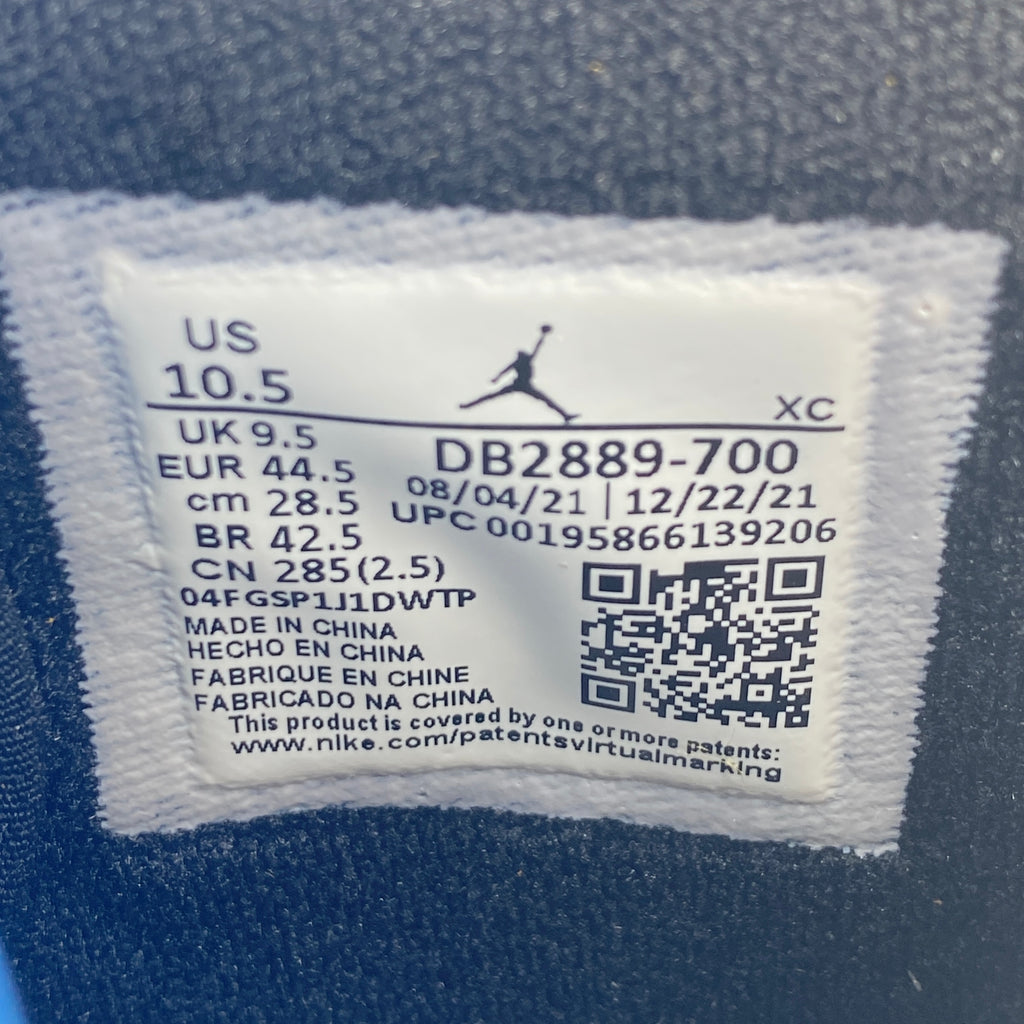 US
10.5
XC
UK 9.5
EUR 44.5
cm 28.5
BR 42.5
CN 285(2.5)
04FGSP1J1DWTP
MADE IN CHINA
HECHO EN CHINA
FABRIQUE EN CHINE
FABRICADO NA CHINA
DB2889-700
08/04/21 | 12/22/21
UPC 00195866139206
This product is covered by one or more patents:
www.nike.com/patentsvirtualmarking